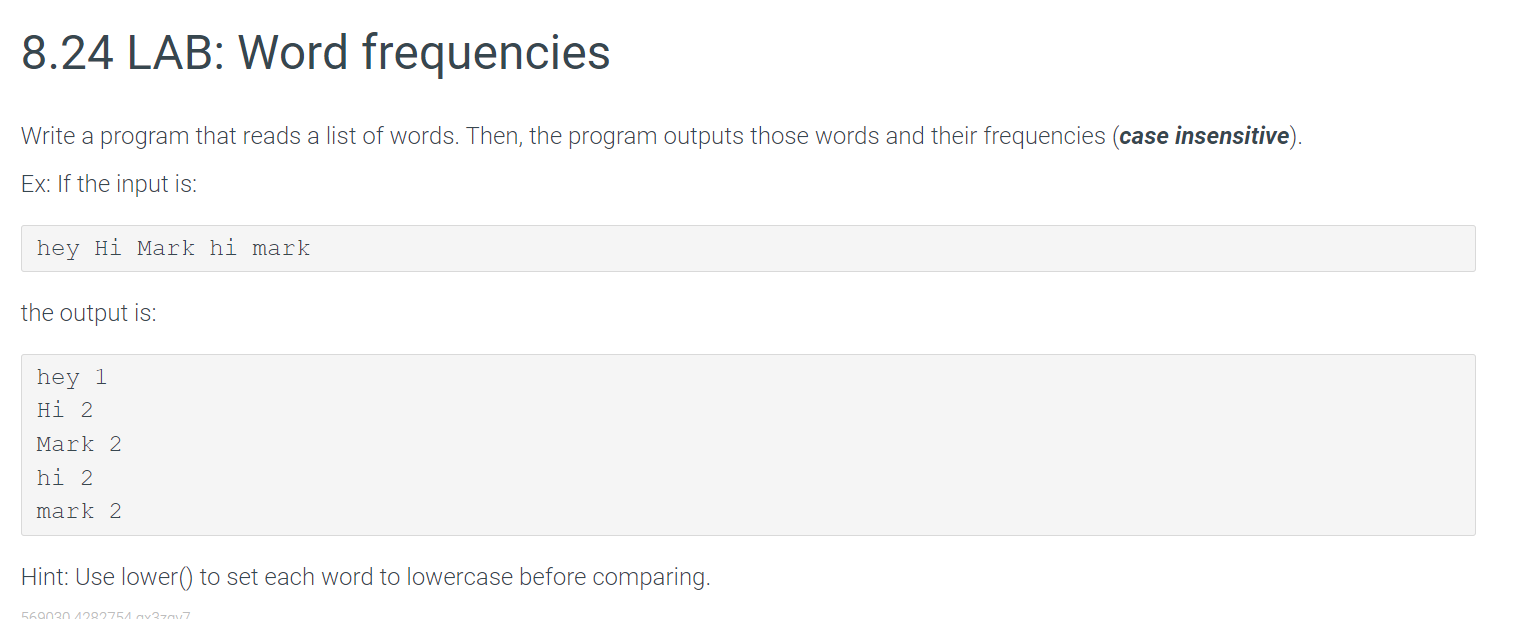 8.24 LAB: Word frequencies
Write a program that reads a list of words. Then, the program outputs those words and their frequencies (case insensitive).
Ex: If the input is:
hey Hi Mark hi mark
the output is:
hey 1
Hi 2
Mark 2
hi 2
mark 2
Hint: Use lower() to set each word to lowercase before comparing.
569030.4282754